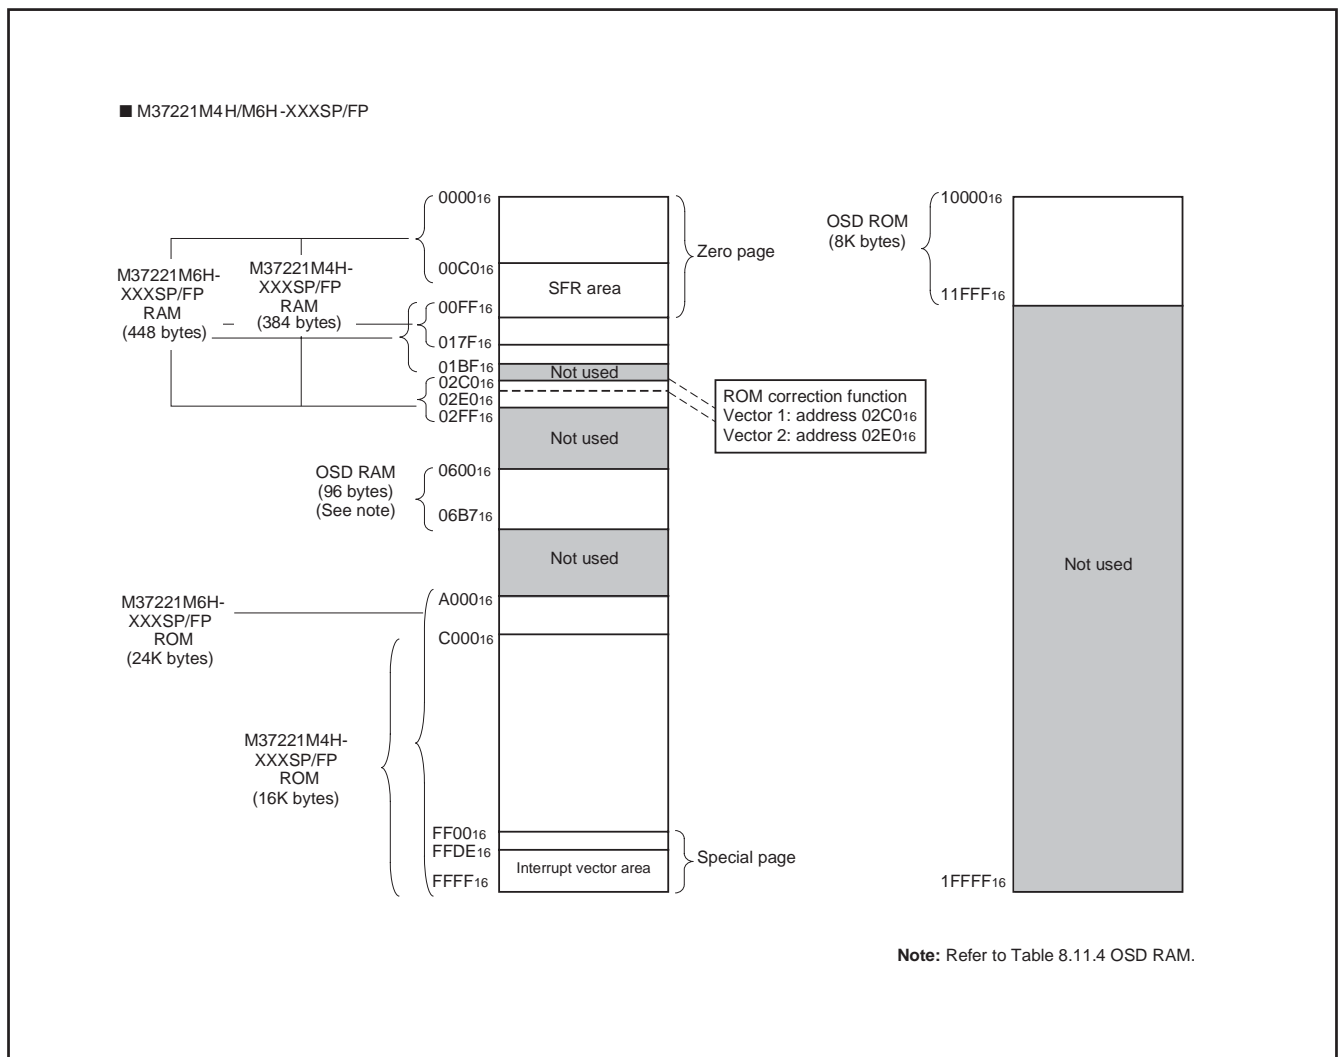 ■ M37221M4H/M6H-XXXSP/FP
M37221M6H-
XXXSP/FP
RAM
(448 bytes)
M37221M4H-
XXXSP/FP
RAM
(384 bytes)
0000₁₆
00C0₁₆
00FF₁₆
017F₁₆
01BF₁₆
02C0₁₆
02E0₁₆
02FF₁₆
SFR area
Zero page
Not used
ROM correction function
Vector 1: address 02C0₁₆
Vector 2: address 02E0₁₆
Not used
OSD RAM
(96 bytes)
(See note)
0600₁₆
06B7₁₆
Not used
M37221M6H-
XXXSP/FP
ROM
(24K bytes)
A000₁₆
C000₁₆
M37221M4H-
XXXSP/FP
ROM
(16K bytes)
FF00₁₆
FFDE₁₆
FFFF₁₆
Interrupt vector area
Special page
OSD ROM
(8K bytes)
10000₁₆
11FFF₁₆
Not used
1FFFF₁₆
Note: Refer to Table 8.11.4 OSD RAM.